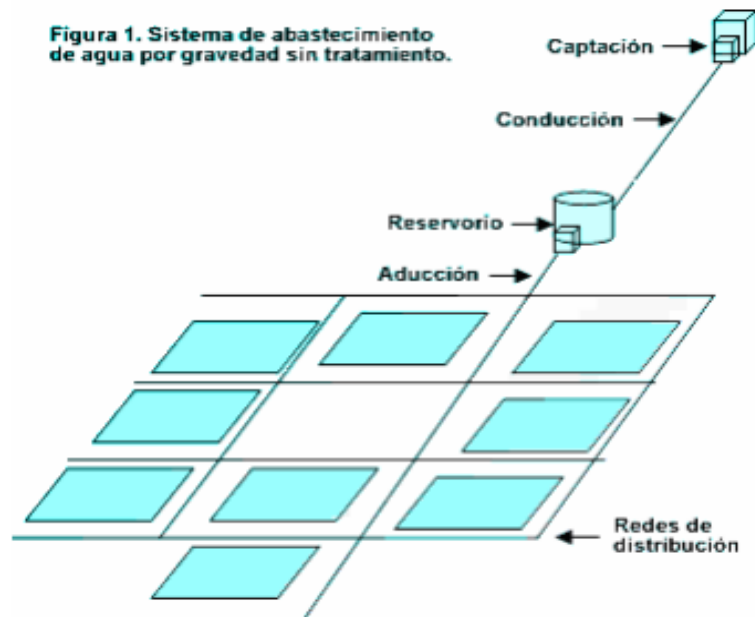 Figura 1. Sistema de abastecimiento
de agua por gravedad sin tratamiento.
Captación
Conducción
Reservorio
Aducción
Redes de
distribución